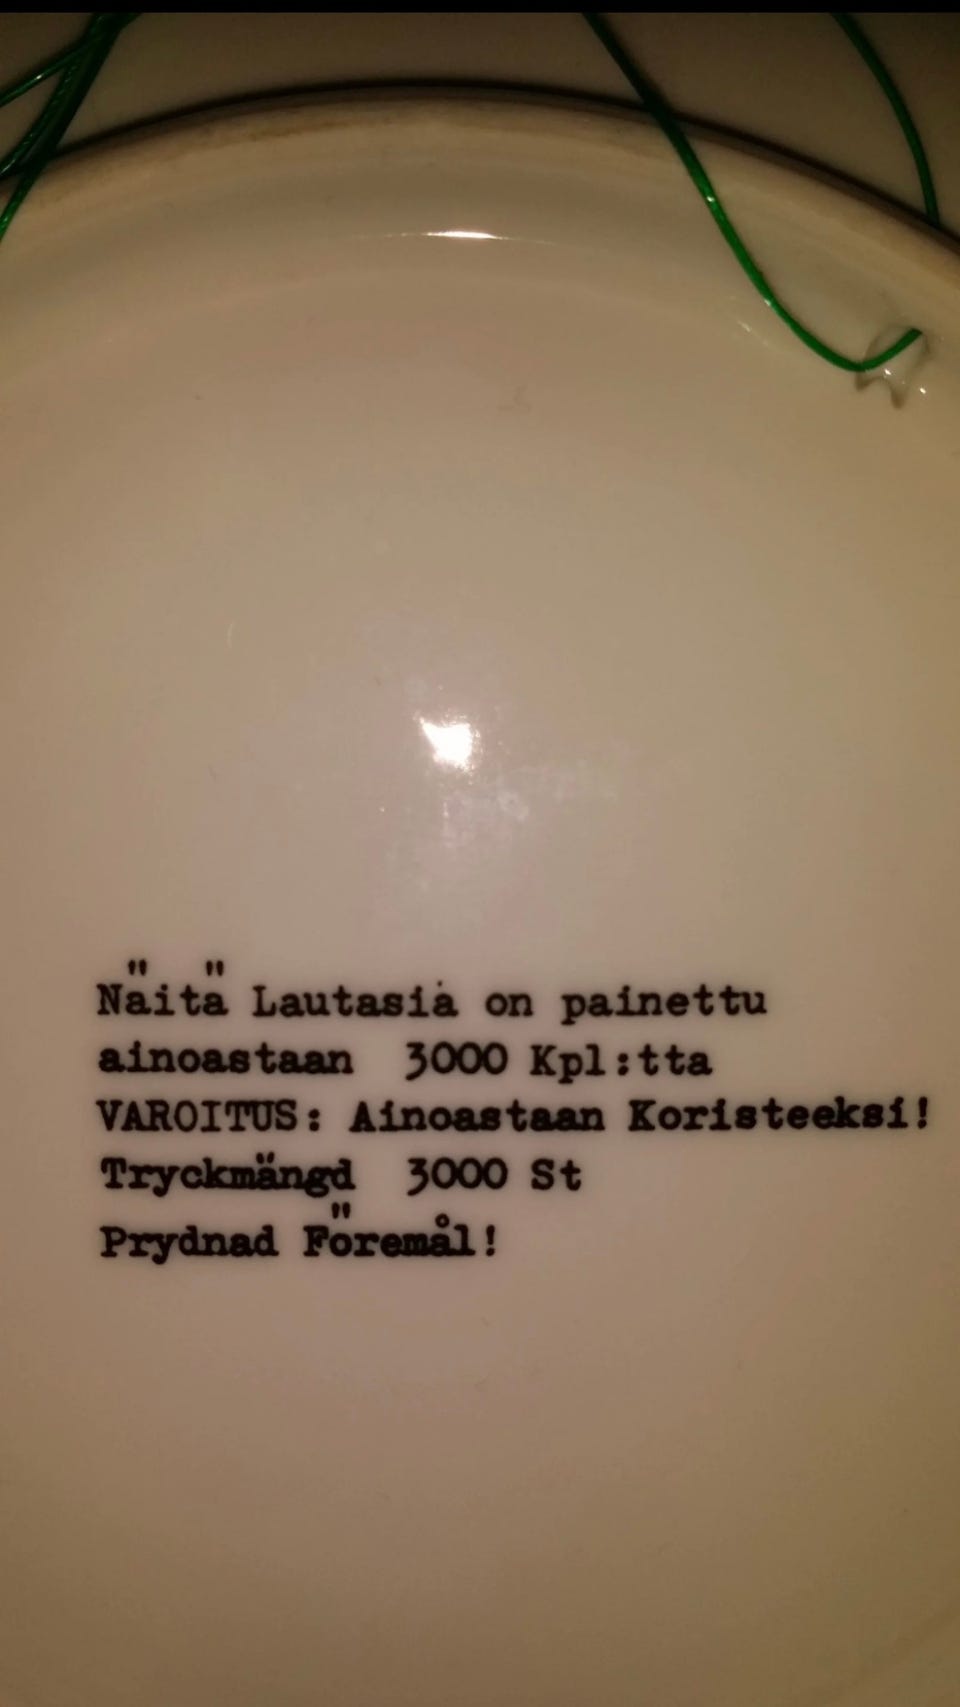 Näitä Lautasia on painettu
ainoastaan 3000 Kpl:tta
VAROITUS: Ainoastaan Koristeeksi!
Tryckmängd 3000 St
Prydnad Föremål!